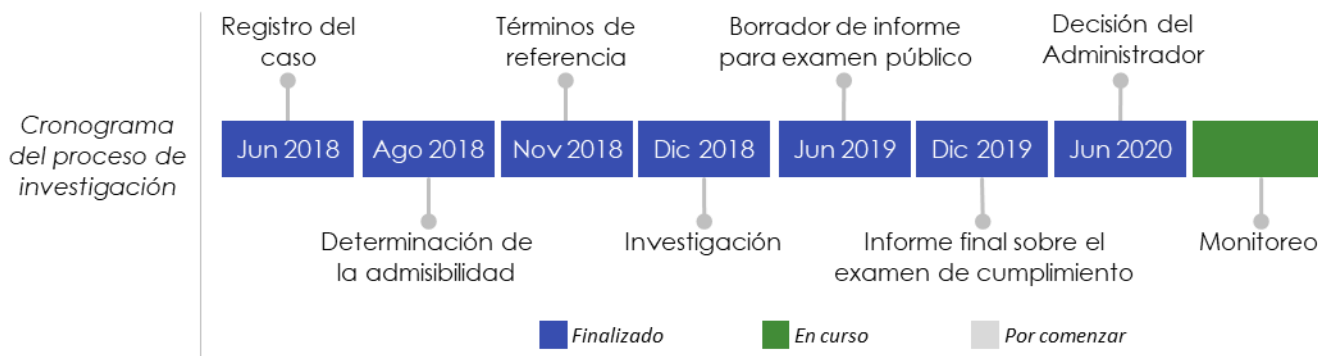 Registro del
caso
Términos de
referencia
Borrador de informe
para examen público
Decisión del
Administrador
Cronograma
del proceso de
investigación
Jun 2018
Ago 2018
Nov 2018
Dic 2018
Jun 2019
Dic 2019
Jun 2020
Determinación de
la admisibilidad
Investigación
Informe final sobre el
examen de cumplimiento
Monitoreo
Finalizado
En curso
Por comenzar